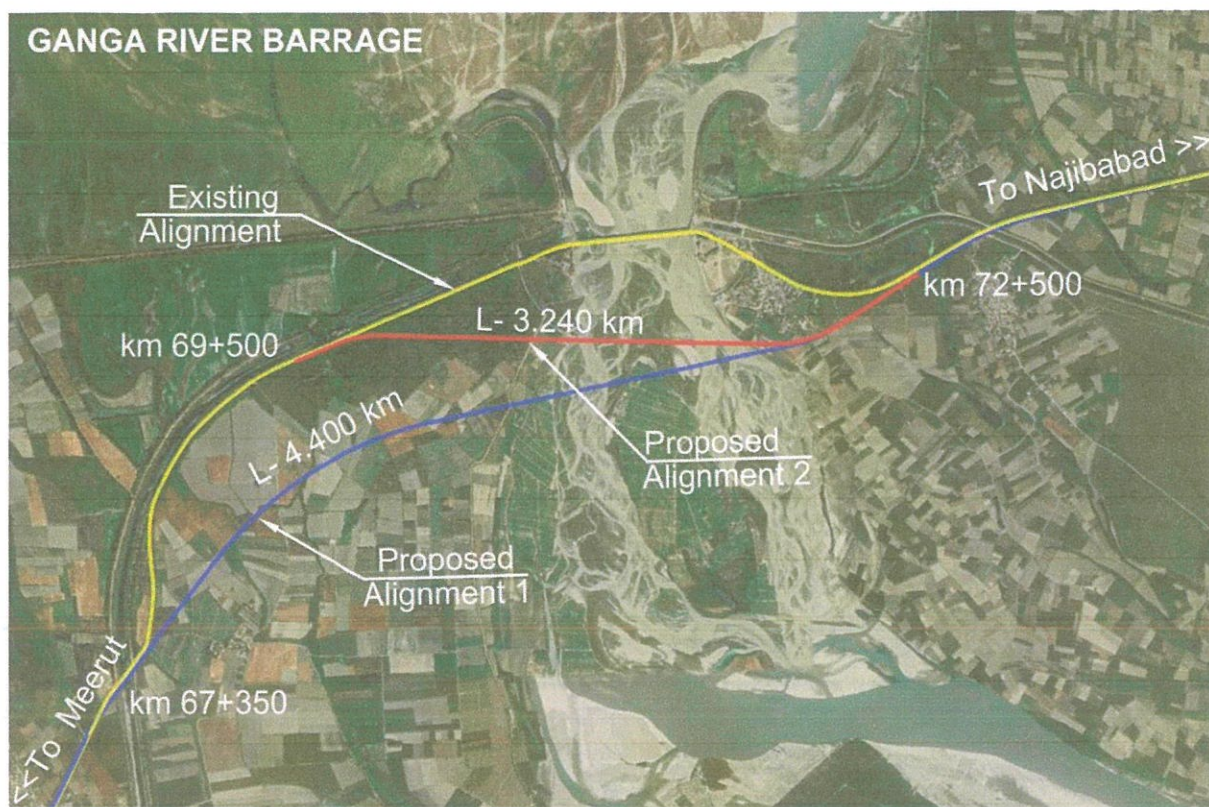 GANGA RIVER BARRAGE
To Najibabad >>
Existing
Alignment
km 72+500
L- 3.240 km
km 69+500
L- 4.400 km
Proposed
Alignment 2
Proposed
Alignment 1
km 67+350
<<To Meerut